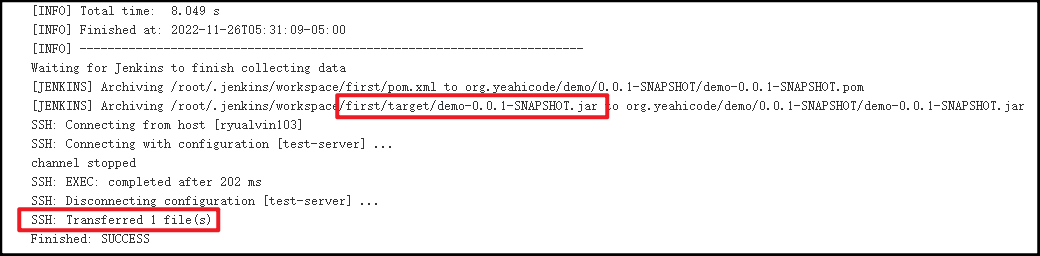 [INFO] Total time:  8.049 s
[INFO] Finished at: 2022-11-26T05:31:09-05:00
[INFO] ------------------------------------------------------------------------
Waiting for Jenkins to finish collecting data
[JENKINS] Archiving /root/.jenkins/workspace/first/pom.xml to org.yeahicode/demo/0.0.1-SNAPSHOT/demo-0.0.1-SNAPSHOT.pom
[JENKINS] Archiving /root/.jenkins/workspace/first/target/demo-0.0.1-SNAPSHOT.jar to org.yeahicode/demo/0.0.1-SNAPSHOT/demo-0.0.1-SNAPSHOT.jar
SSH: Connecting from host [ryualvin103]
SSH: Connecting with configuration [test-server] ...
channel stopped
SSH: EXEC: completed after 202 ms
SSH: Disconnecting configuration [test-server] ...
SSH: Transferred 1 file(s)
Finished: SUCCESS